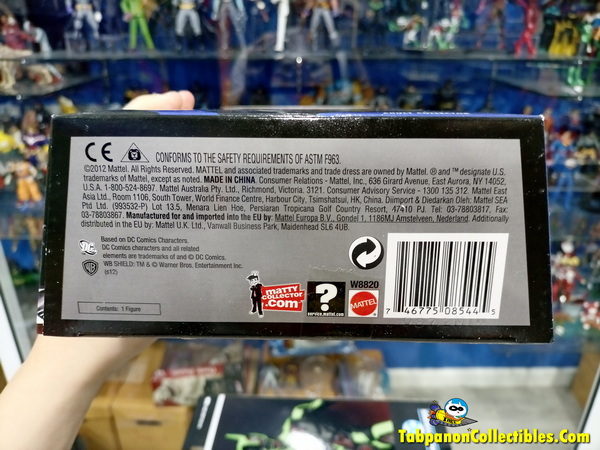 CE CONFORMS TO THE SAFETY REQUIREMENTS OF ASTM F963.
©2012 Mattel. All Rights Reserved. MATTEL and associated trademarks and trade dress are owned by Mattel. ® and ™ designate U.S.
trademarks of Mattel, except as noted. MADE IN CHINA. Consumer Relations - Mattel, Inc., 636 Girard Avenue, East Aurora, NY 14052,
U.S.A. 1-800-524-8697. Mattel Australia Pty. Ltd., Richmond, Victoria. 3121. Consumer Advisory Service - 1300 135 312. Mattel East
Asia Ltd., Room 1106, South Tower, World Finance Centre, Harbour City, Tsimshatsui, HK, China. Diimport & Diedarkan Oleh: Mattel SEA
Ptd Ltd. (993532-P) Lot 13.5, Menara Lien Hoe, Persiaran Tropicana Golf Country Resort, 47410 PJ. Tel: 03-78803817, Fax:
03-78803867. Manufactured for and imported into the EU by: Mattel Europa B.V., Gondel 1, 1186MJ Amstelveen, Nederland. Additionally
distributed in the EU by: Mattel U.K. Ltd., Vanwall Business Park, Maidenhead SL6 4UB.
DC
Based on DC Comics Characters.
DC Comics characters and all related
elements are trademarks of and © DC Comics.
WB SHIELD: TM & © Warner Bros. Entertainment Inc.
(s12)
WB
MATTY
COLLECTOR
.com
?
service.mattel.com
W8820
MATTEL
7 46775 08544 5
Contents: 1 Figure
TabpanonCollectibles.Com